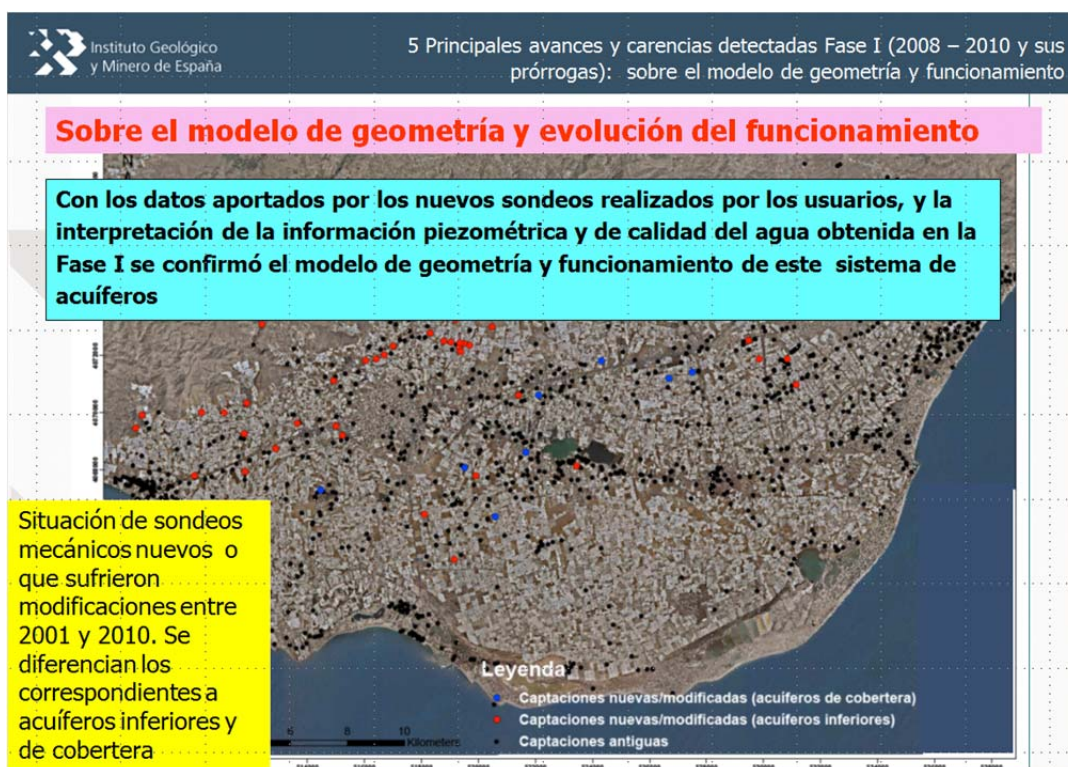 Instituto Geológico
y Minero de España
5 Principales avances y carencias detectadas Fase I (2008 – 2010 y sus
prórrogas): sobre el modelo de geometría y funcionamiento
Sobre el modelo de geometría y evolución del funcionamiento
Con los datos aportados por los nuevos sondeos realizados por los usuarios, y la
interpretación de la información piezométrica y de calidad del agua obtenida en la
Fase I se confirmó el modelo de geometría y funcionamiento de este sistema de
acuíferos
Situación de sondeos
mecánicos nuevos o
que sufrieron
modificaciones entre
2001 y 2010. Se
diferencian los
correspondientes a
acuíferos inferiores y
de cobertera
Leyenda
Captaciones nuevas/modificadas (acuíferos de cobertera)
Captaciones nuevas/modificadas (acuíferos inferiores)
Captaciones antiguas
6 8 10
Kilometers